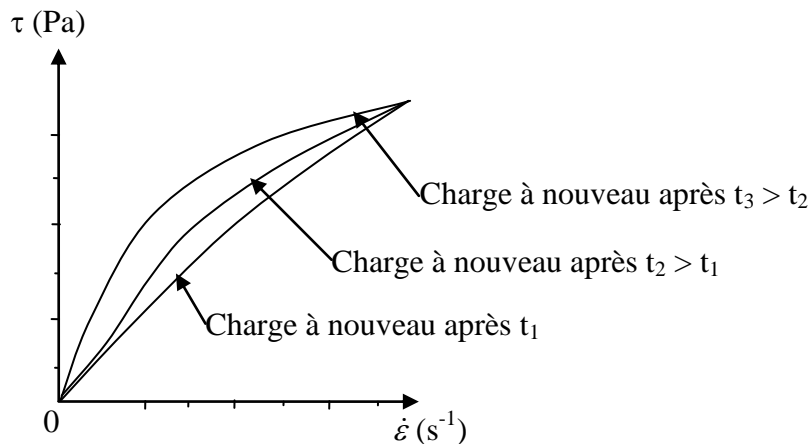 τ (Pa)
Charge à nouveau après t₃ > t₂
Charge à nouveau après t₂ > t₁
Charge à nouveau après t₁
0
ε̇ (s⁻¹)